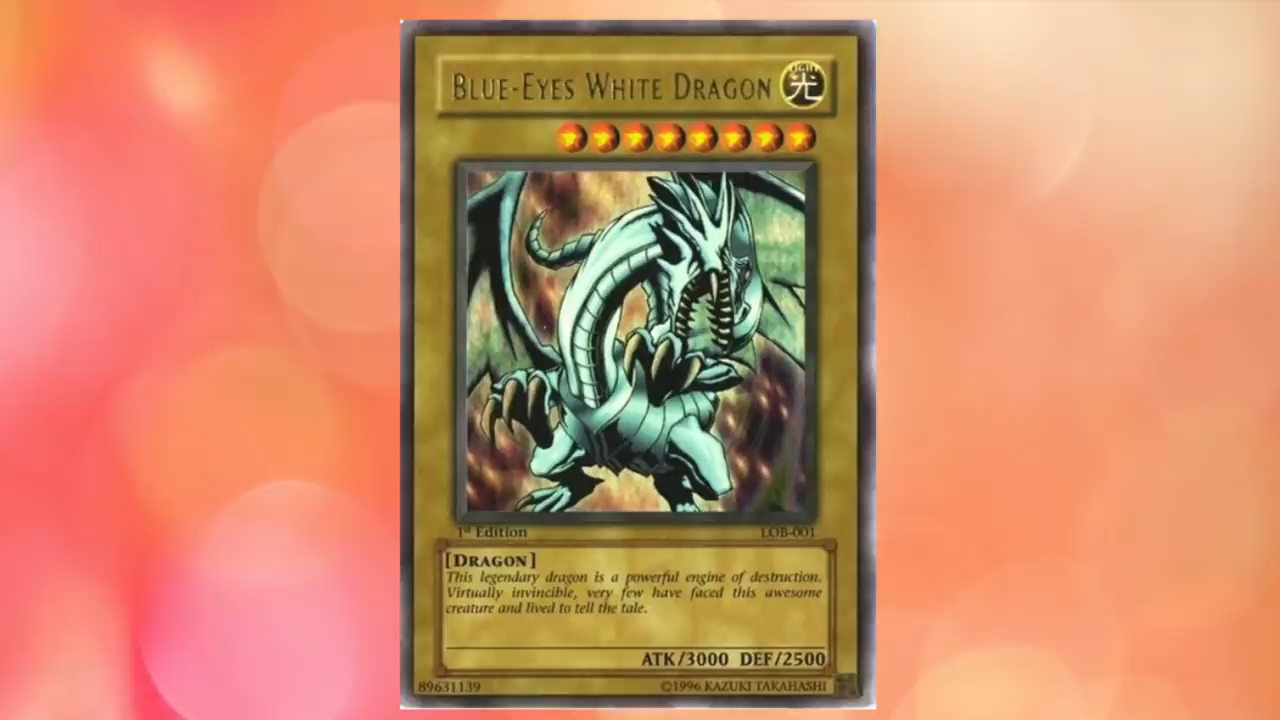 BLUE-EYES WHITE DRAGON
LIGHT
光
1st Edition
LOB-001
[DRAGON]
This legendary dragon is a powerful engine of destruction.
Virtually invincible, very few have faced this awesome
creature and lived to tell the tale.
ATK/3000 DEF/2500
89631139
©1996 KAZUKI TAKAHASHI